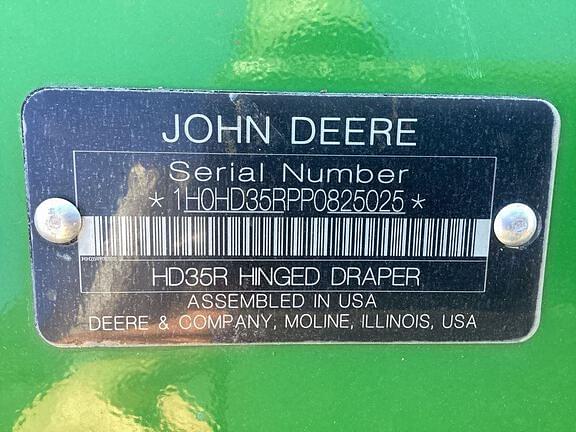 JOHN DEERE
Serial Number
*1H0HD35RPP0825025*
HD35R HINGED DRAPER
ASSEMBLED IN USA
DEERE & COMPANY, MOLINE, ILLINOIS, USA